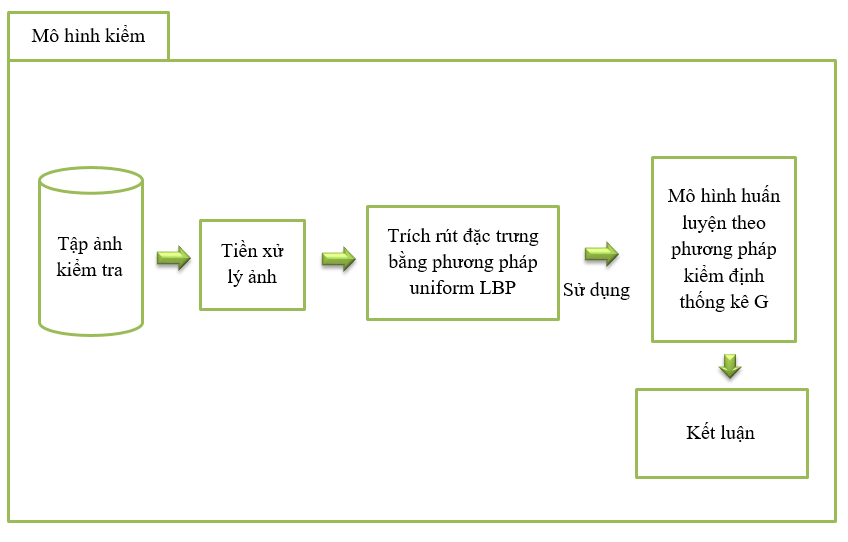 Mô hình kiểm
Tập ảnh
kiểm tra
Tiền xử
lý ảnh
Trích rút đặc trưng
bằng phương pháp
uniform LBP
Sử dụng
Mô hình huấn
luyện theo
phương pháp
kiểm định
thống kê G
Kết luận